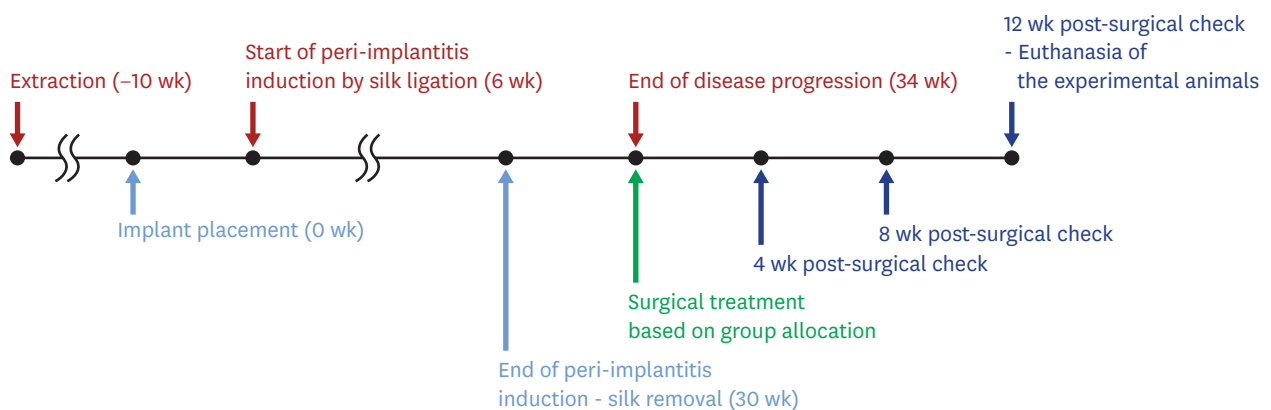 Extraction (–10 wk)
Start of peri-implantitis
induction by silk ligation (6 wk)
End of disease progression (34 wk)
12 wk post-surgical check
- Euthanasia of
the experimental animals
Implant placement (0 wk)
8 wk post-surgical check
4 wk post-surgical check
Surgical treatment
based on group allocation
End of peri-implantitis
induction - silk removal (30 wk)